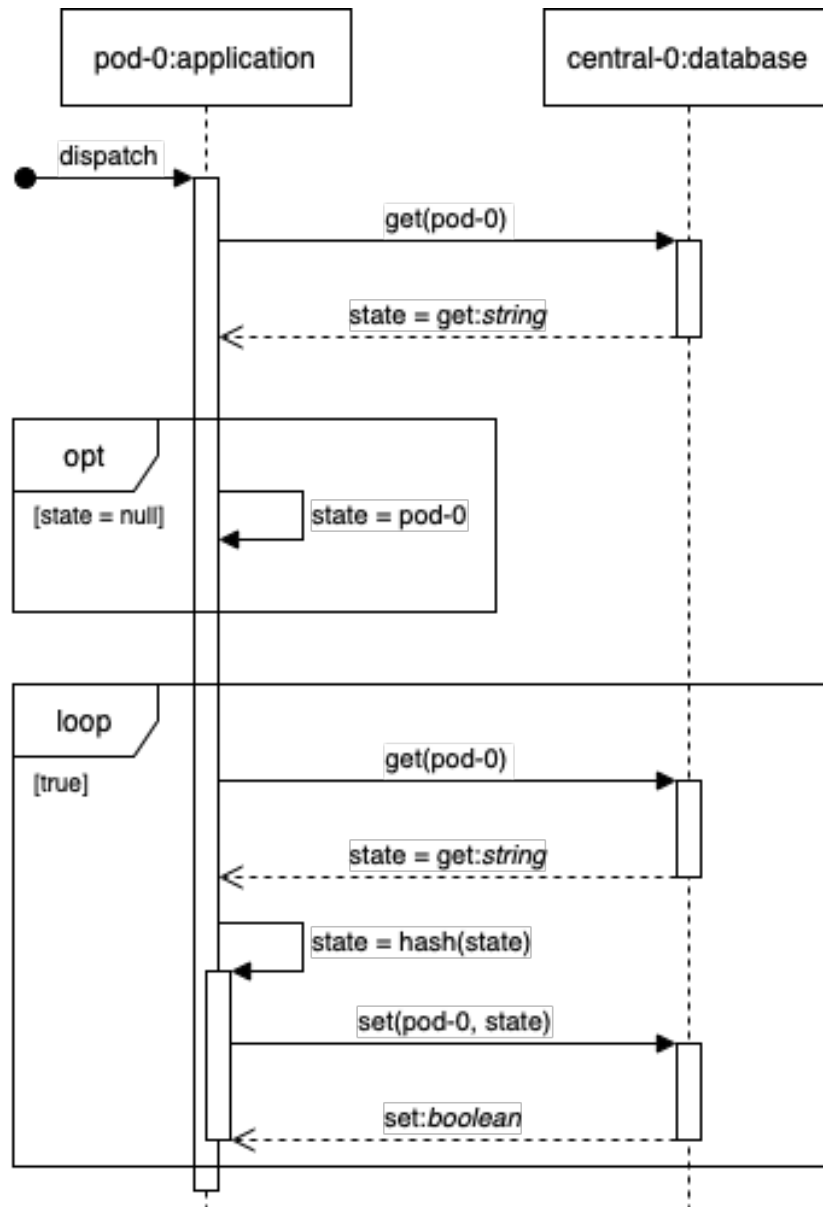 pod-0:application
central-0:database
dispatch
get(pod-0)
state = get:string
opt
[state = null]
state = pod-0
loop
[true]
get(pod-0)
state = get:string
state = hash(state)
set(pod-0, state)
set:boolean